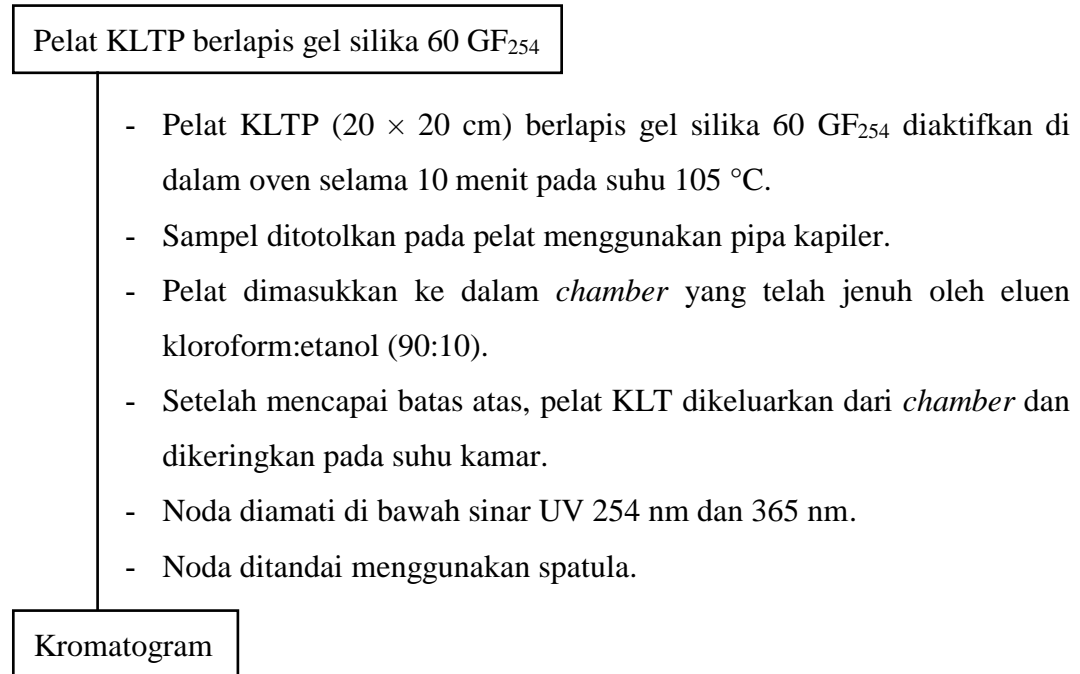 Pelat KLTP berlapis gel silika 60 GF₂₅₄
- Pelat KLTP (20 × 20 cm) berlapis gel silika 60 GF₂₅₄ diaktifkan di
dalam oven selama 10 menit pada suhu 105 °C.
- Sampel ditotolkan pada pelat menggunakan pipa kapiler.
- Pelat dimasukkan ke dalam chamber yang telah jenuh oleh eluen
kloroform:etanol (90:10).
- Setelah mencapai batas atas, pelat KLT dikeluarkan dari chamber dan
dikeringkan pada suhu kamar.
- Noda diamati di bawah sinar UV 254 nm dan 365 nm.
- Noda ditandai menggunakan spatula.
Kromatogram